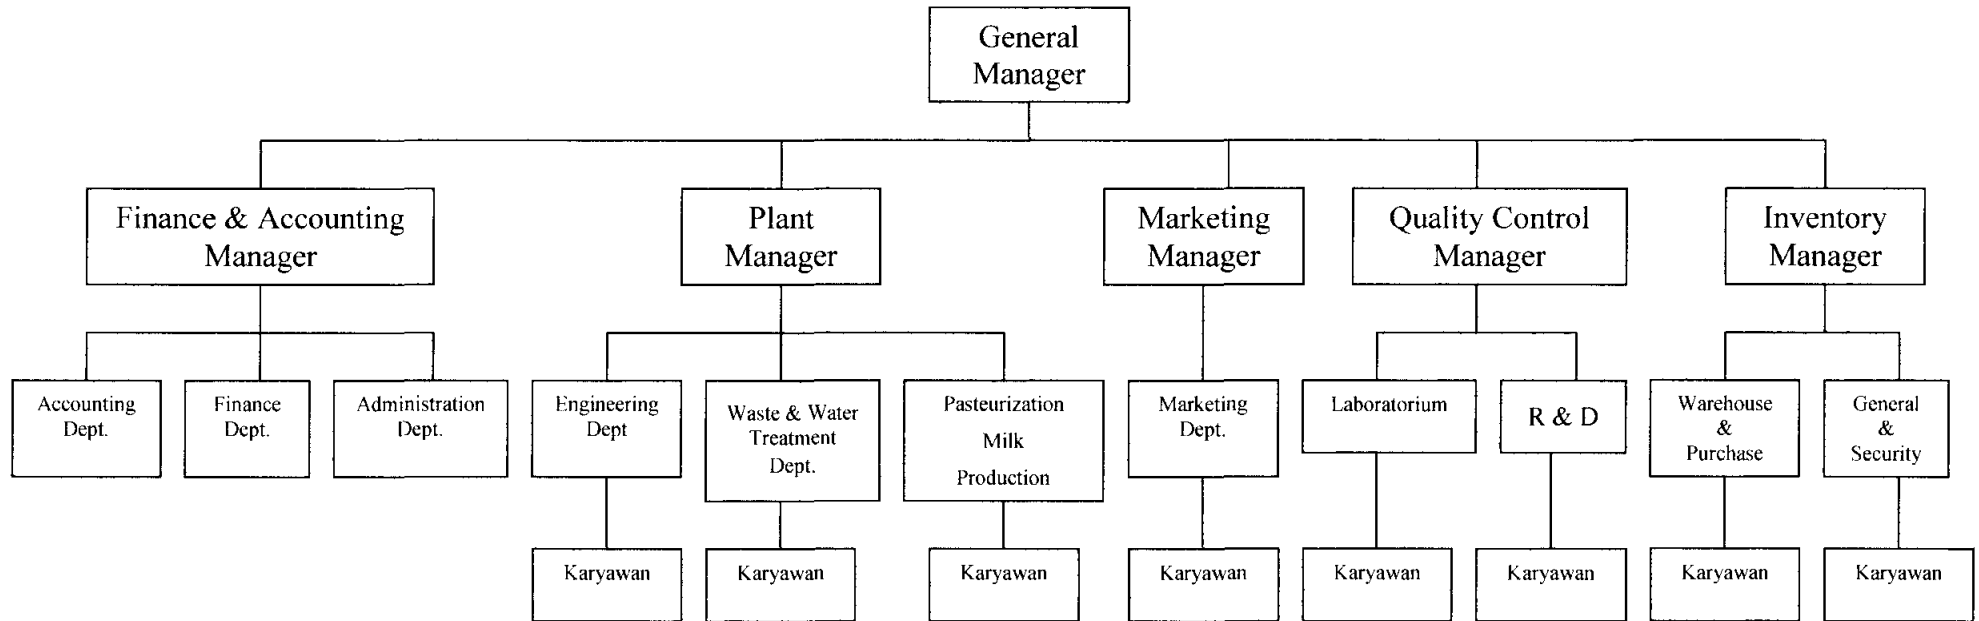 General
Manager
Finance & Accounting
Manager
Plant
Manager
Marketing
Manager
Quality Control
Manager
Inventory
Manager
Accounting
Dept.
Finance
Dept.
Administration
Dept.
Engineering
Dept
Waste & Water
Treatment
Dept.
Pasteurization
Milk
Production
Marketing
Dept.
Laboratorium
R & D
Warehouse
&
Purchase
General
&
Security
Karyawan
Karyawan
Karyawan
Karyawan
Karyawan
Karyawan
Karyawan
Karyawan